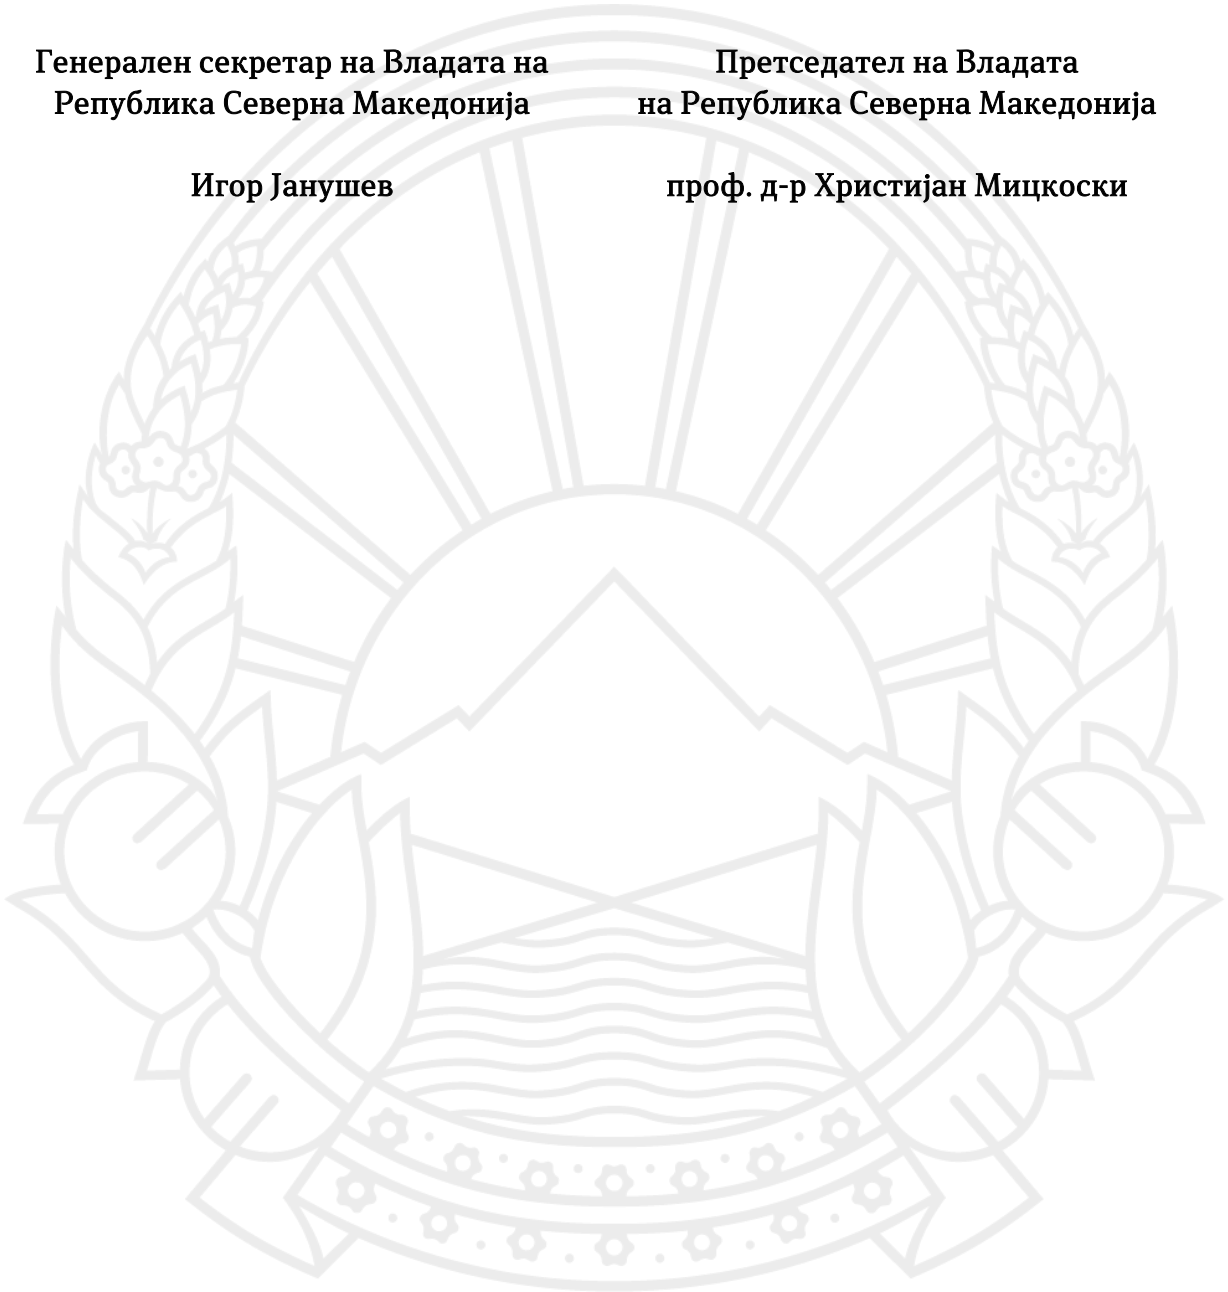 Генерален секретар на Владата на
Република Северна Македонија
Игор Јанушев
Претседател на Владата
на Република Северна Македонија
проф. д-р Христијан Мицкоски